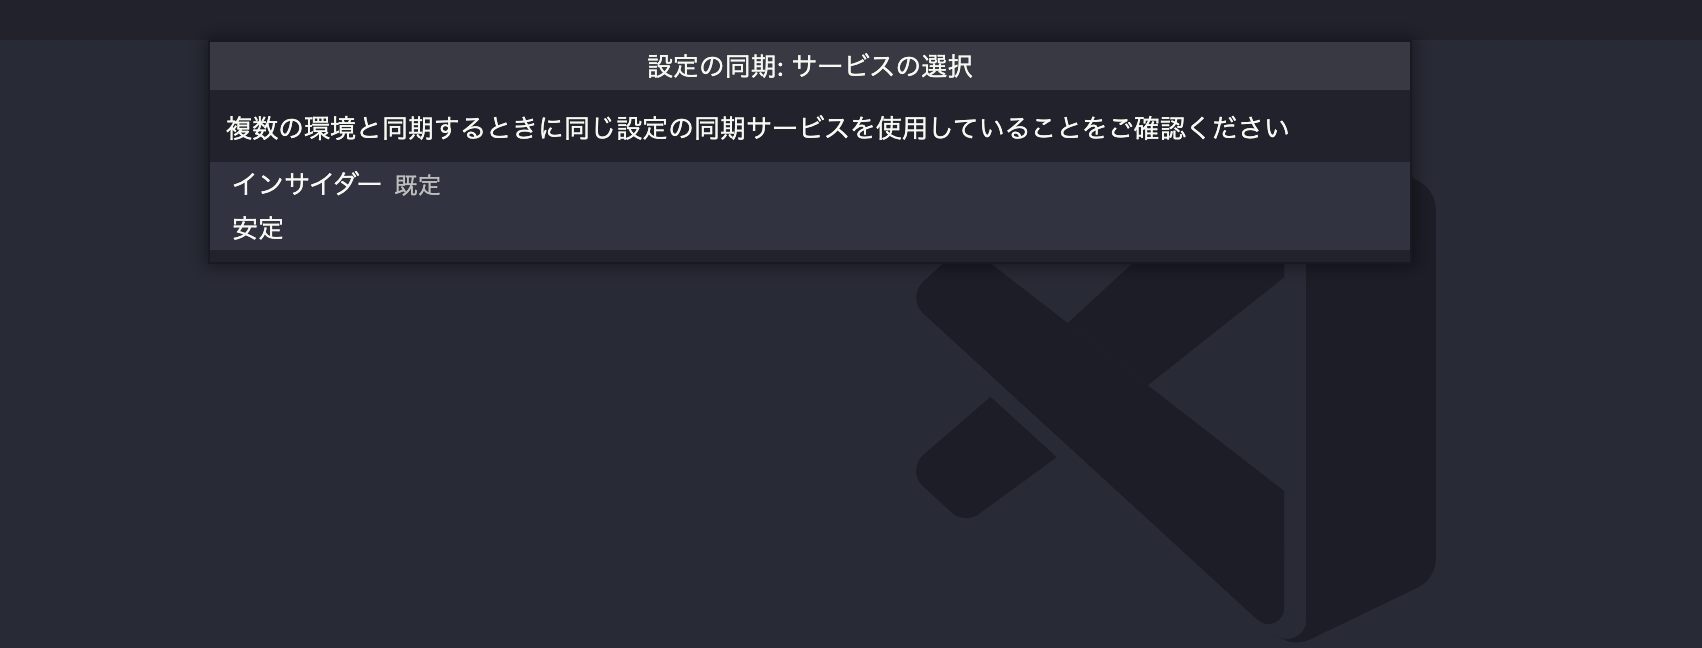 設定の同期: サービスの選択
複数の環境と同期するときに同じ設定の同期サービスを使用していることをご確認ください
インサイダー 既定
安定